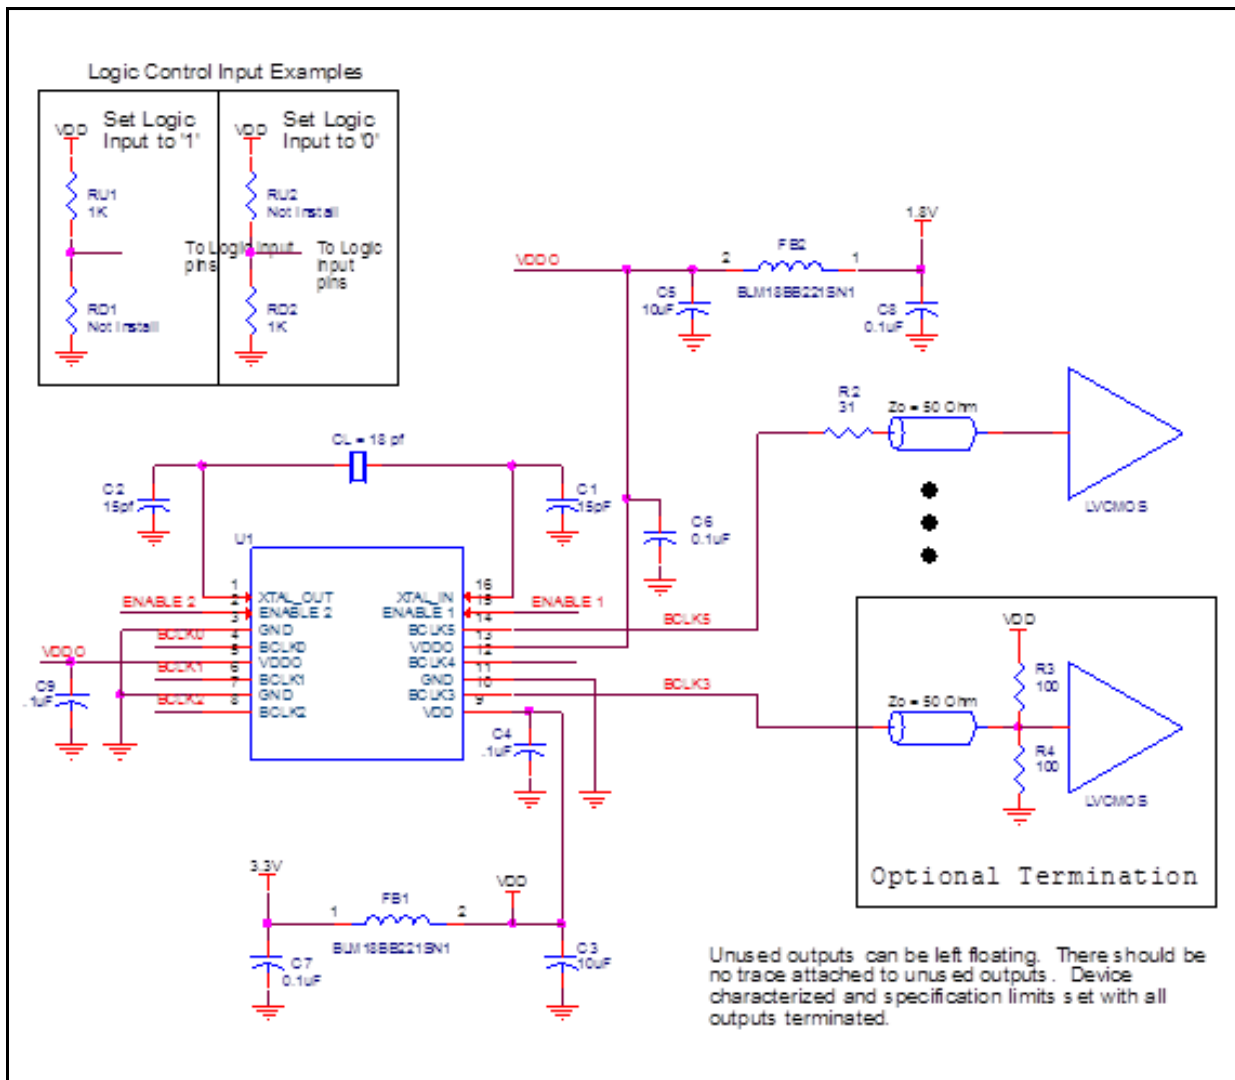 Logic Control Input Examples
Set Logic
Input to '1'
VDD
RU1
1K
To Logic Input
pins
RD1
Not Install
Set Logic
Input to '0'
VDD
RU2
Not Install
To Logic
Input
pins
RD2
1K
VDDO
C5
10uF
2
FB2
1
BLM18BB221SN1
1.8V
C8
0.1uF
R2
31
Zo = 50 Ohm
LVCMOS
CL = 18 pf
C2
15pf
C1
15pF
C6
0.1uF
U1
1
XTAL_OUT
XTAL_IN
16
ENABLE 2
2
ENABLE 2
ENABLE 1
15
ENABLE 1
3
GND
BCLK5
14
BCLK5
BCLK0
4
BCLK0
VDDO
13
VDDO
5
VDDO
BCLK4
12
BCLK1
6
BCLK1
GND
11
7
GND
BCLK3
10
BCLK3
BCLK2
8
BCLK2
VDD
9
C9
.1uF
C4
.1uF
VDD
R3
100
Zo = 50 Ohm
R4
100
LVCMOS
Optional Termination
3.3V
1
FB1
2
BLM18BB221SN1
VDD
C7
0.1uF
C3
10uF
Unused outputs can be left floating. There should be
no trace attached to unused outputs. Device
characterized and specification limits set with all
outputs terminated.